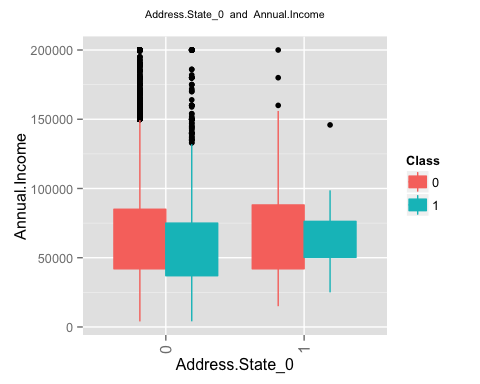 Address.State_0 and Annual.Income
200000
150000
100000
50000
0
Annual.Income
0
1
Address.State_0
Class
0
1